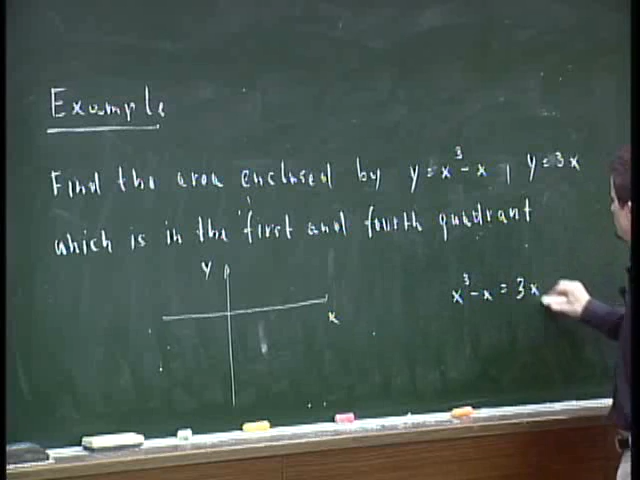 Example
Find the area enclosed by y = x³ - x , y = 3x
which is in the first and fourth quadrant
y
x
x³ - x = 3x